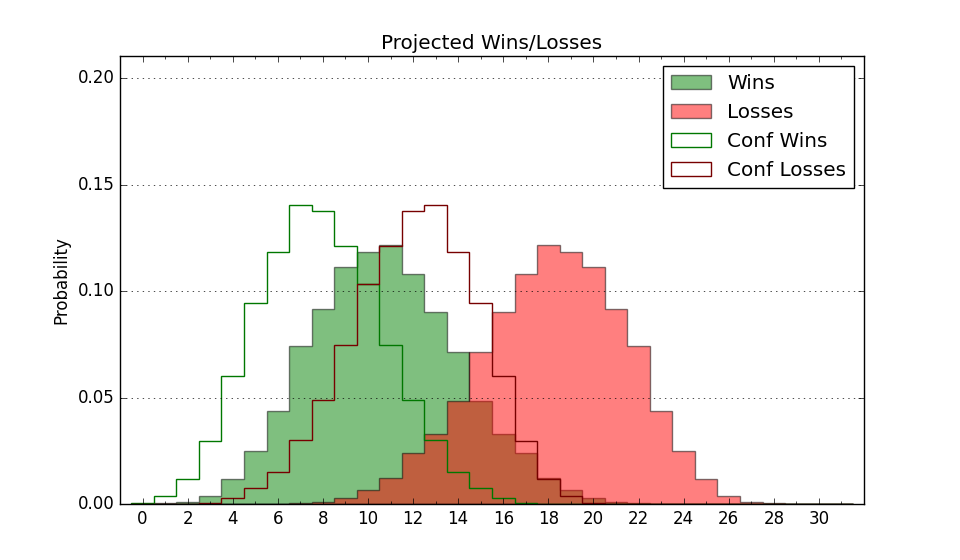 Projected Wins/Losses
Wins
Losses
Conf Wins
Conf Losses
Probability
0.20
0.15
0.10
0.05
0.00
0 2 4 6 8 10 12 14 16 18 20 22 24 26 28 30